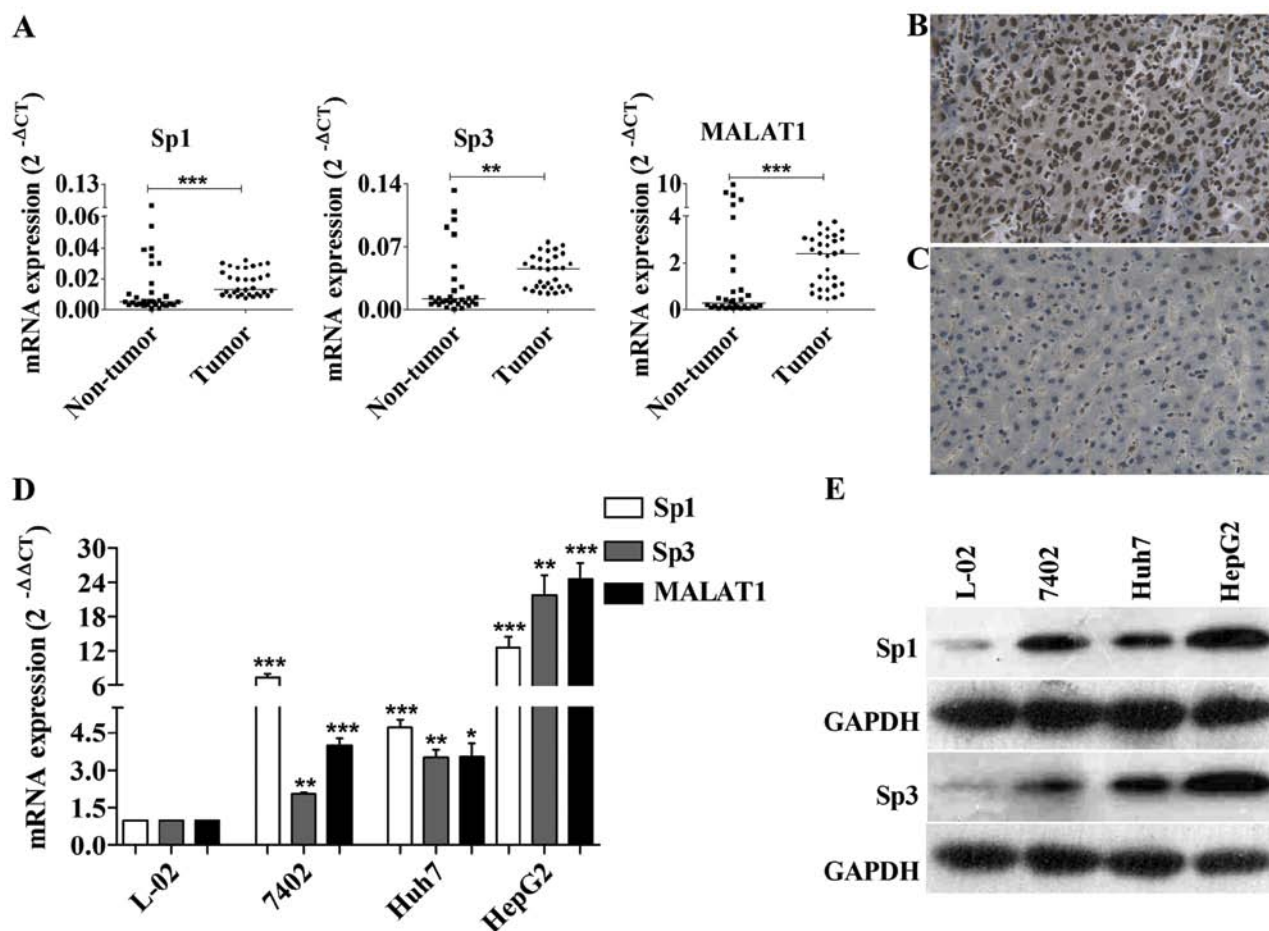 A
B
C
Sp1
Sp3
MALAT1
mRNA expression (2 -ΔCT)
0.13
0.06
0.04
0.02
0.00
***
Non-tumor
Tumor
mRNA expression (2 -ΔCT)
0.14
0.07
0.00
**
Non-tumor
Tumor
mRNA expression (2 -ΔCT)
10
4
2
0
***
Non-tumor
Tumor
D
Sp1
Sp3
MALAT1
mRNA expression (2 -ΔΔCT)
30
24
18
12
6
4.5
3.0
1.5
0.0
*** ** ***
*** ** *
*** ** ***
L-02
7402
Huh7
HepG2
E
L-02
7402
Huh7
HepG2
Sp1
GAPDH
Sp3
GAPDH